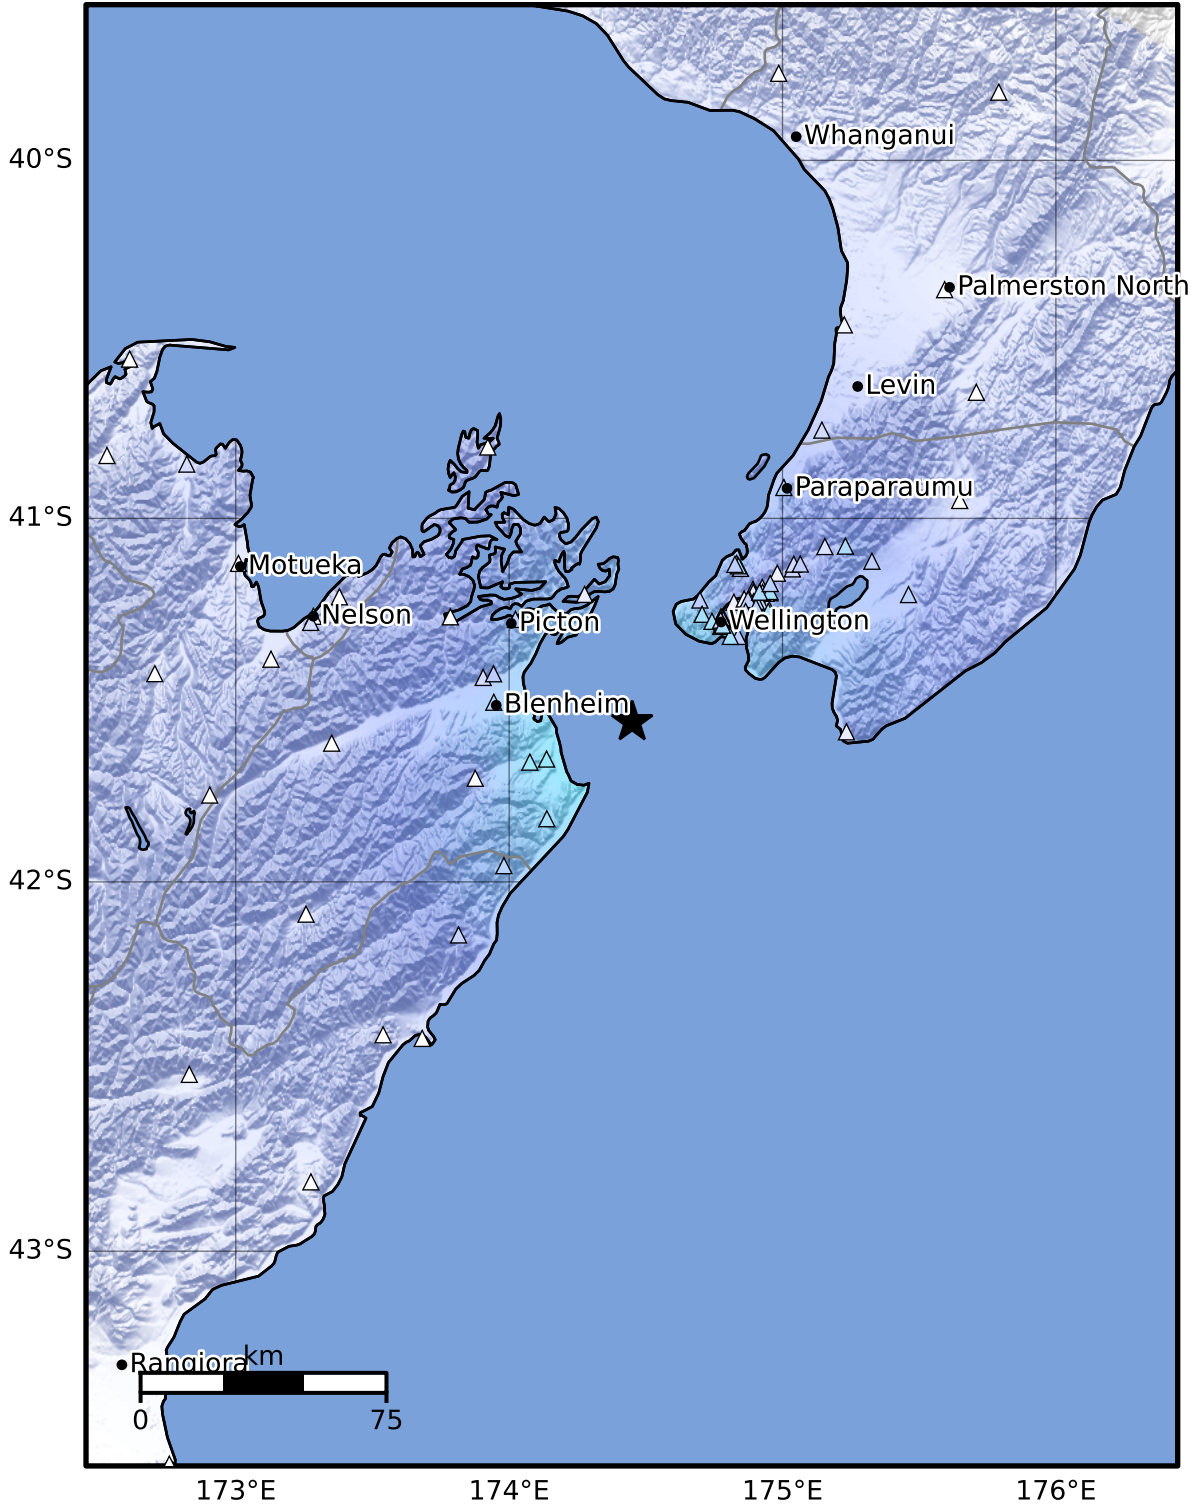 Whanganui
40°S
Palmerston North
Levin
Paraparaumu
41°S
Motueka
Nelson
Picton
Wellington
Blenheim
42°S
43°S
Rangiora
km
0
75
173°E
174°E
175°E
176°E